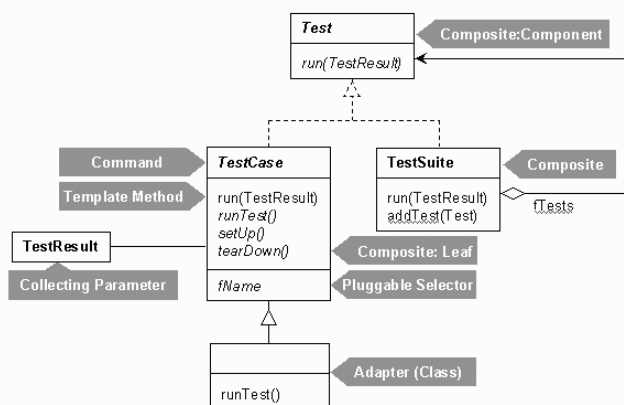 Test
Composite:Component
run(TestResult)
Command
TestCase
TestSuite
Composite
Template Method
run(TestResult)
runTest()
setUp()
tearDown()
run(TestResult)
addTest(Test)
fTests
TestResult
Composite: Leaf
Collecting Parameter
fName
Pluggable Selector
Adapter (Class)
runTest()